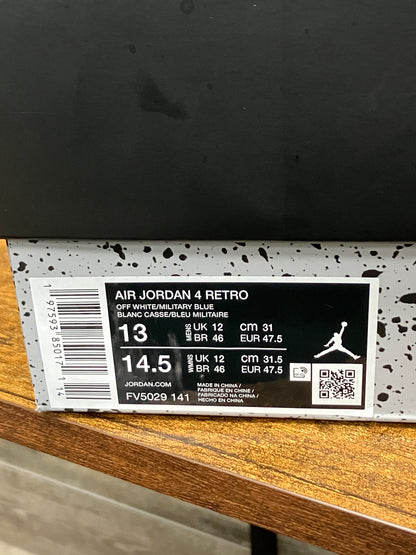 AIR JORDAN 4 RETRO
OFF WHITE/MILITARY BLUE
BLANC CASSE/BLEU MILITAIRE
13 MENS UK 12 CM 31
BR 46 EUR 47.5
14.5 WMNS UK 12 CM 31.5
BR 46 EUR 47.5
JORDAN.COM
FV5029 141
MADE IN CHINA /
FABRIQUE EN CHINE /
FABRICADO NA CHINA /
HECHO EN CHINA
1 97593 85017 14